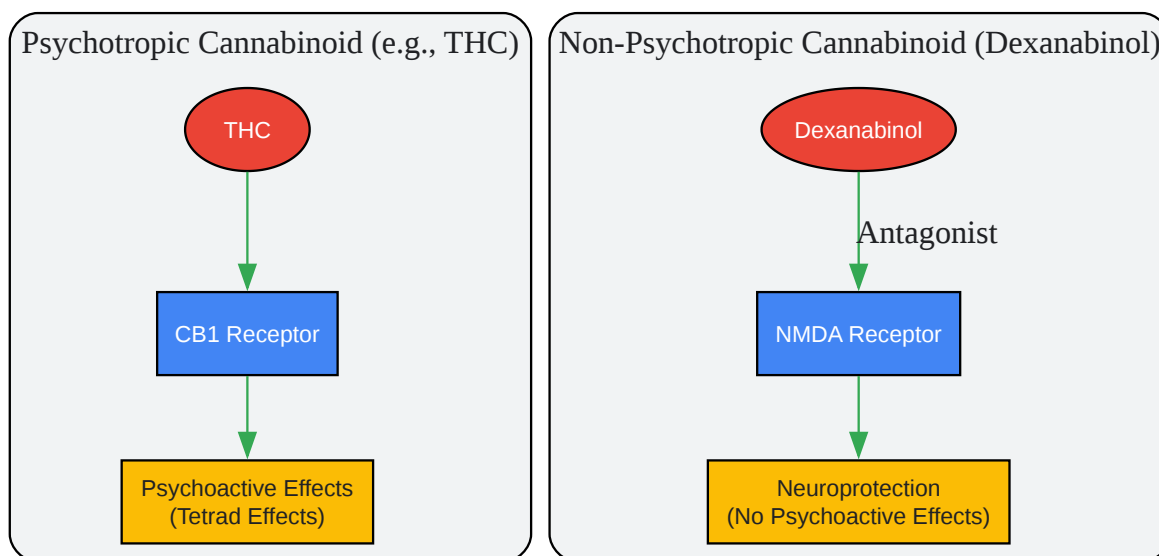 Psychotropic Cannabinoid (e.g., THC)
THC
CB1 Receptor
Psychoactive Effects
(Tetrad Effects)
Non-Psychotropic Cannabinoid (Dexanabinol)
Dexanabinol
Antagonist
NMDA Receptor
Neuroprotection
(No Psychoactive Effects)